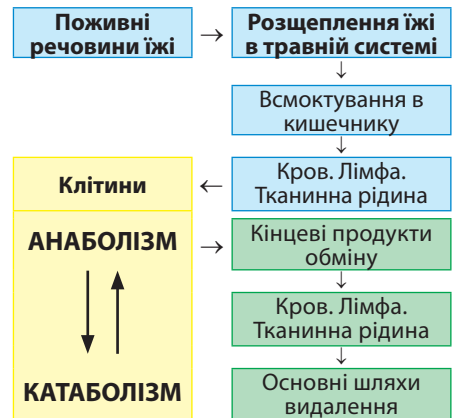 Поживні
речовини їжі
→
Розщеплення їжі
в травній системі
↓
Всмоктування в
кишечнику
↓
Кров. Лімфа.
Тканинна рідина
←
Клітини
АНАБОЛІЗМ
→
Кінцеві продукти
обміну
↓
Кров. Лімфа.
Тканинна рідина
↓
КАТАБОЛІЗМ
Основні шляхи
видалення